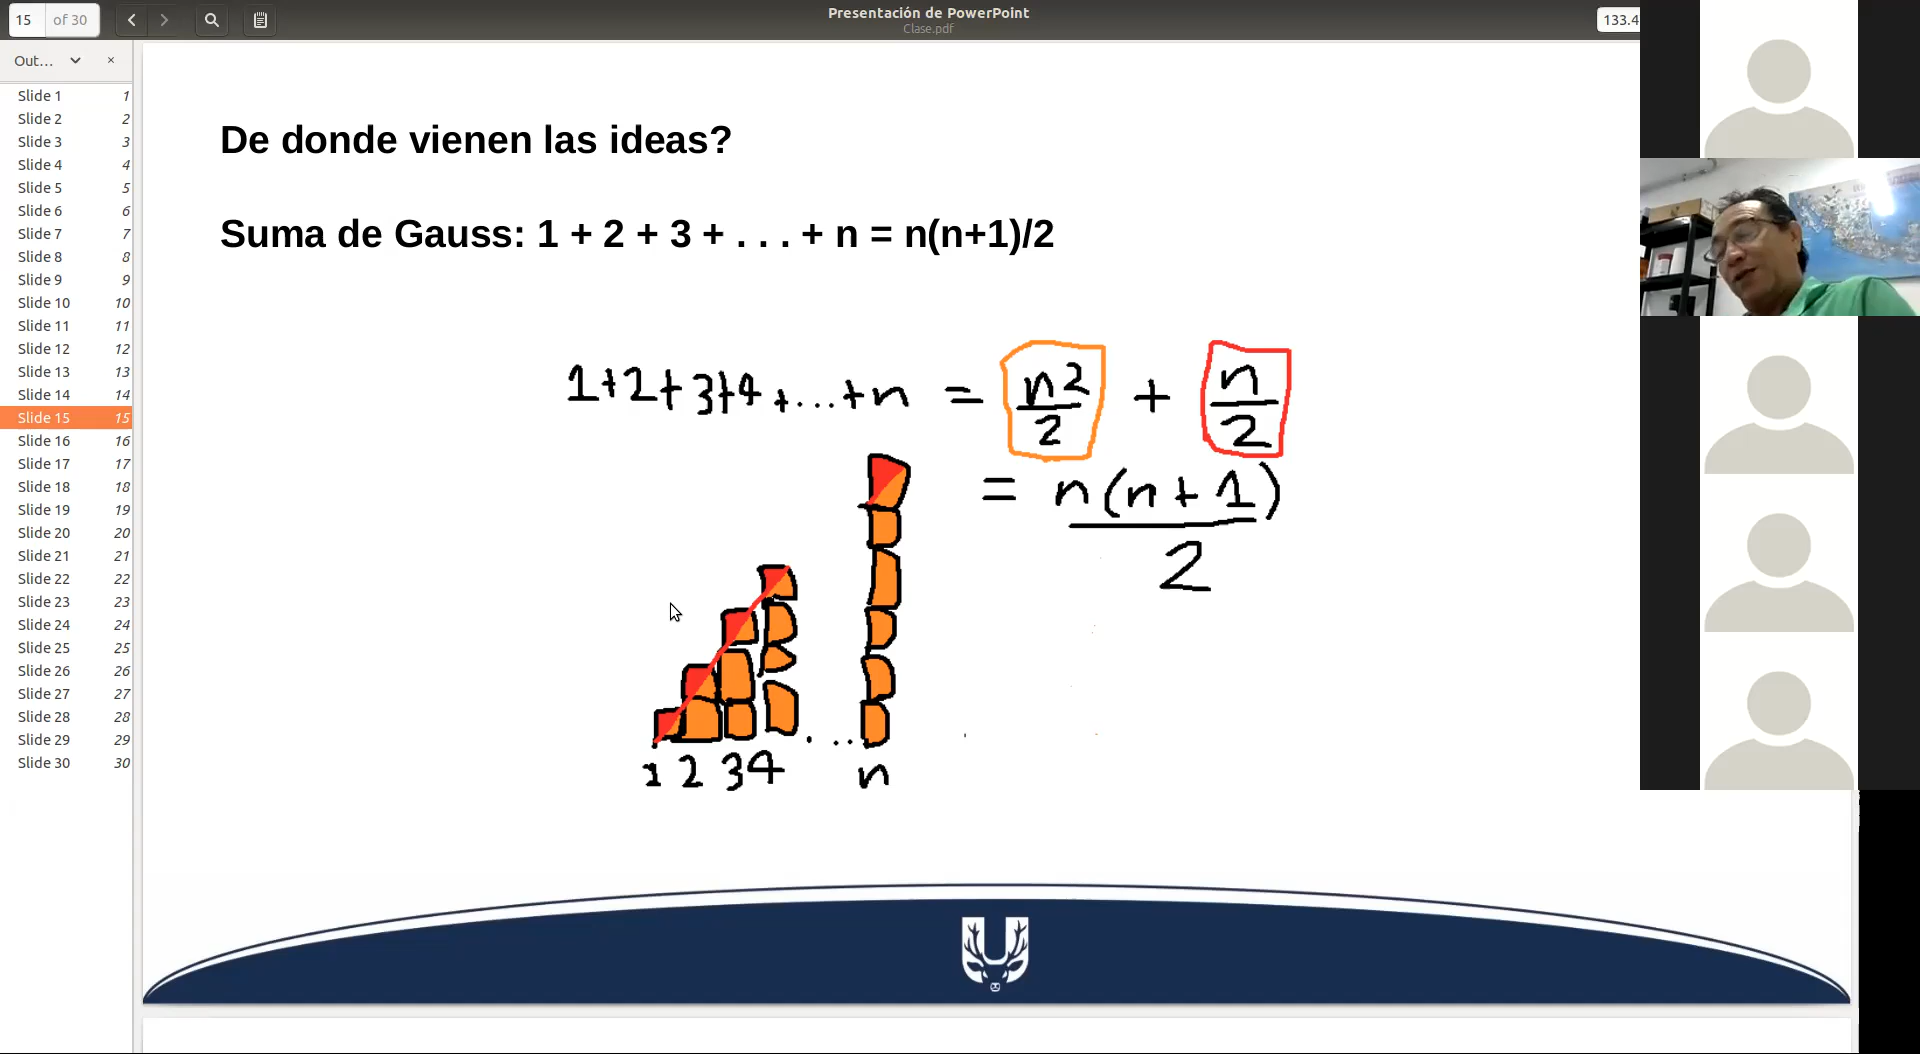 15 of 30
Presentación de PowerPoint
Clase.pdf
133.4
Out...
Slide 1 1
Slide 2 2
Slide 3 3
Slide 4 4
Slide 5 5
Slide 6 6
Slide 7 7
Slide 8 8
Slide 9 9
Slide 10 10
Slide 11 11
Slide 12 12
Slide 13 13
Slide 14 14
Slide 15 15
Slide 16 16
Slide 17 17
Slide 18 18
Slide 19 19
Slide 20 20
Slide 21 21
Slide 22 22
Slide 23 23
Slide 24 24
Slide 25 25
Slide 26 26
Slide 27 27
Slide 28 28
Slide 29 29
Slide 30 30
De donde vienen las ideas?
Suma de Gauss: 1 + 2 + 3 + . . . + n = n(n+1)/2
1+2+3+4+...+n = n²/2 + n/2
= n(n+1)/2
1 2 3 4 ... n